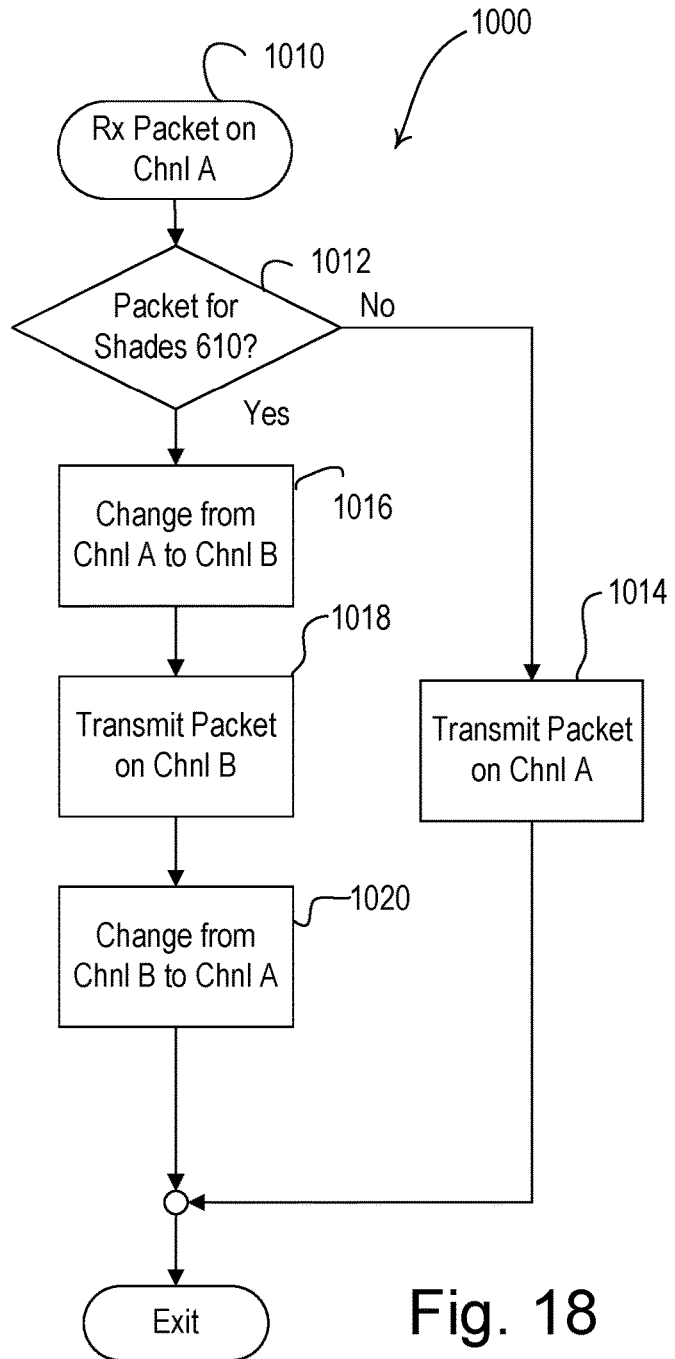 1000
1010
Rx Packet on
Chnl A
1012
Packet for
Shades 610?
No
Yes
Change from
Chnl A to Chnl B
1016
1018
Transmit Packet
on Chnl B
1014
Transmit Packet
on Chnl A
1020
Change from
Chnl B to Chnl A
Exit
Fig. 18